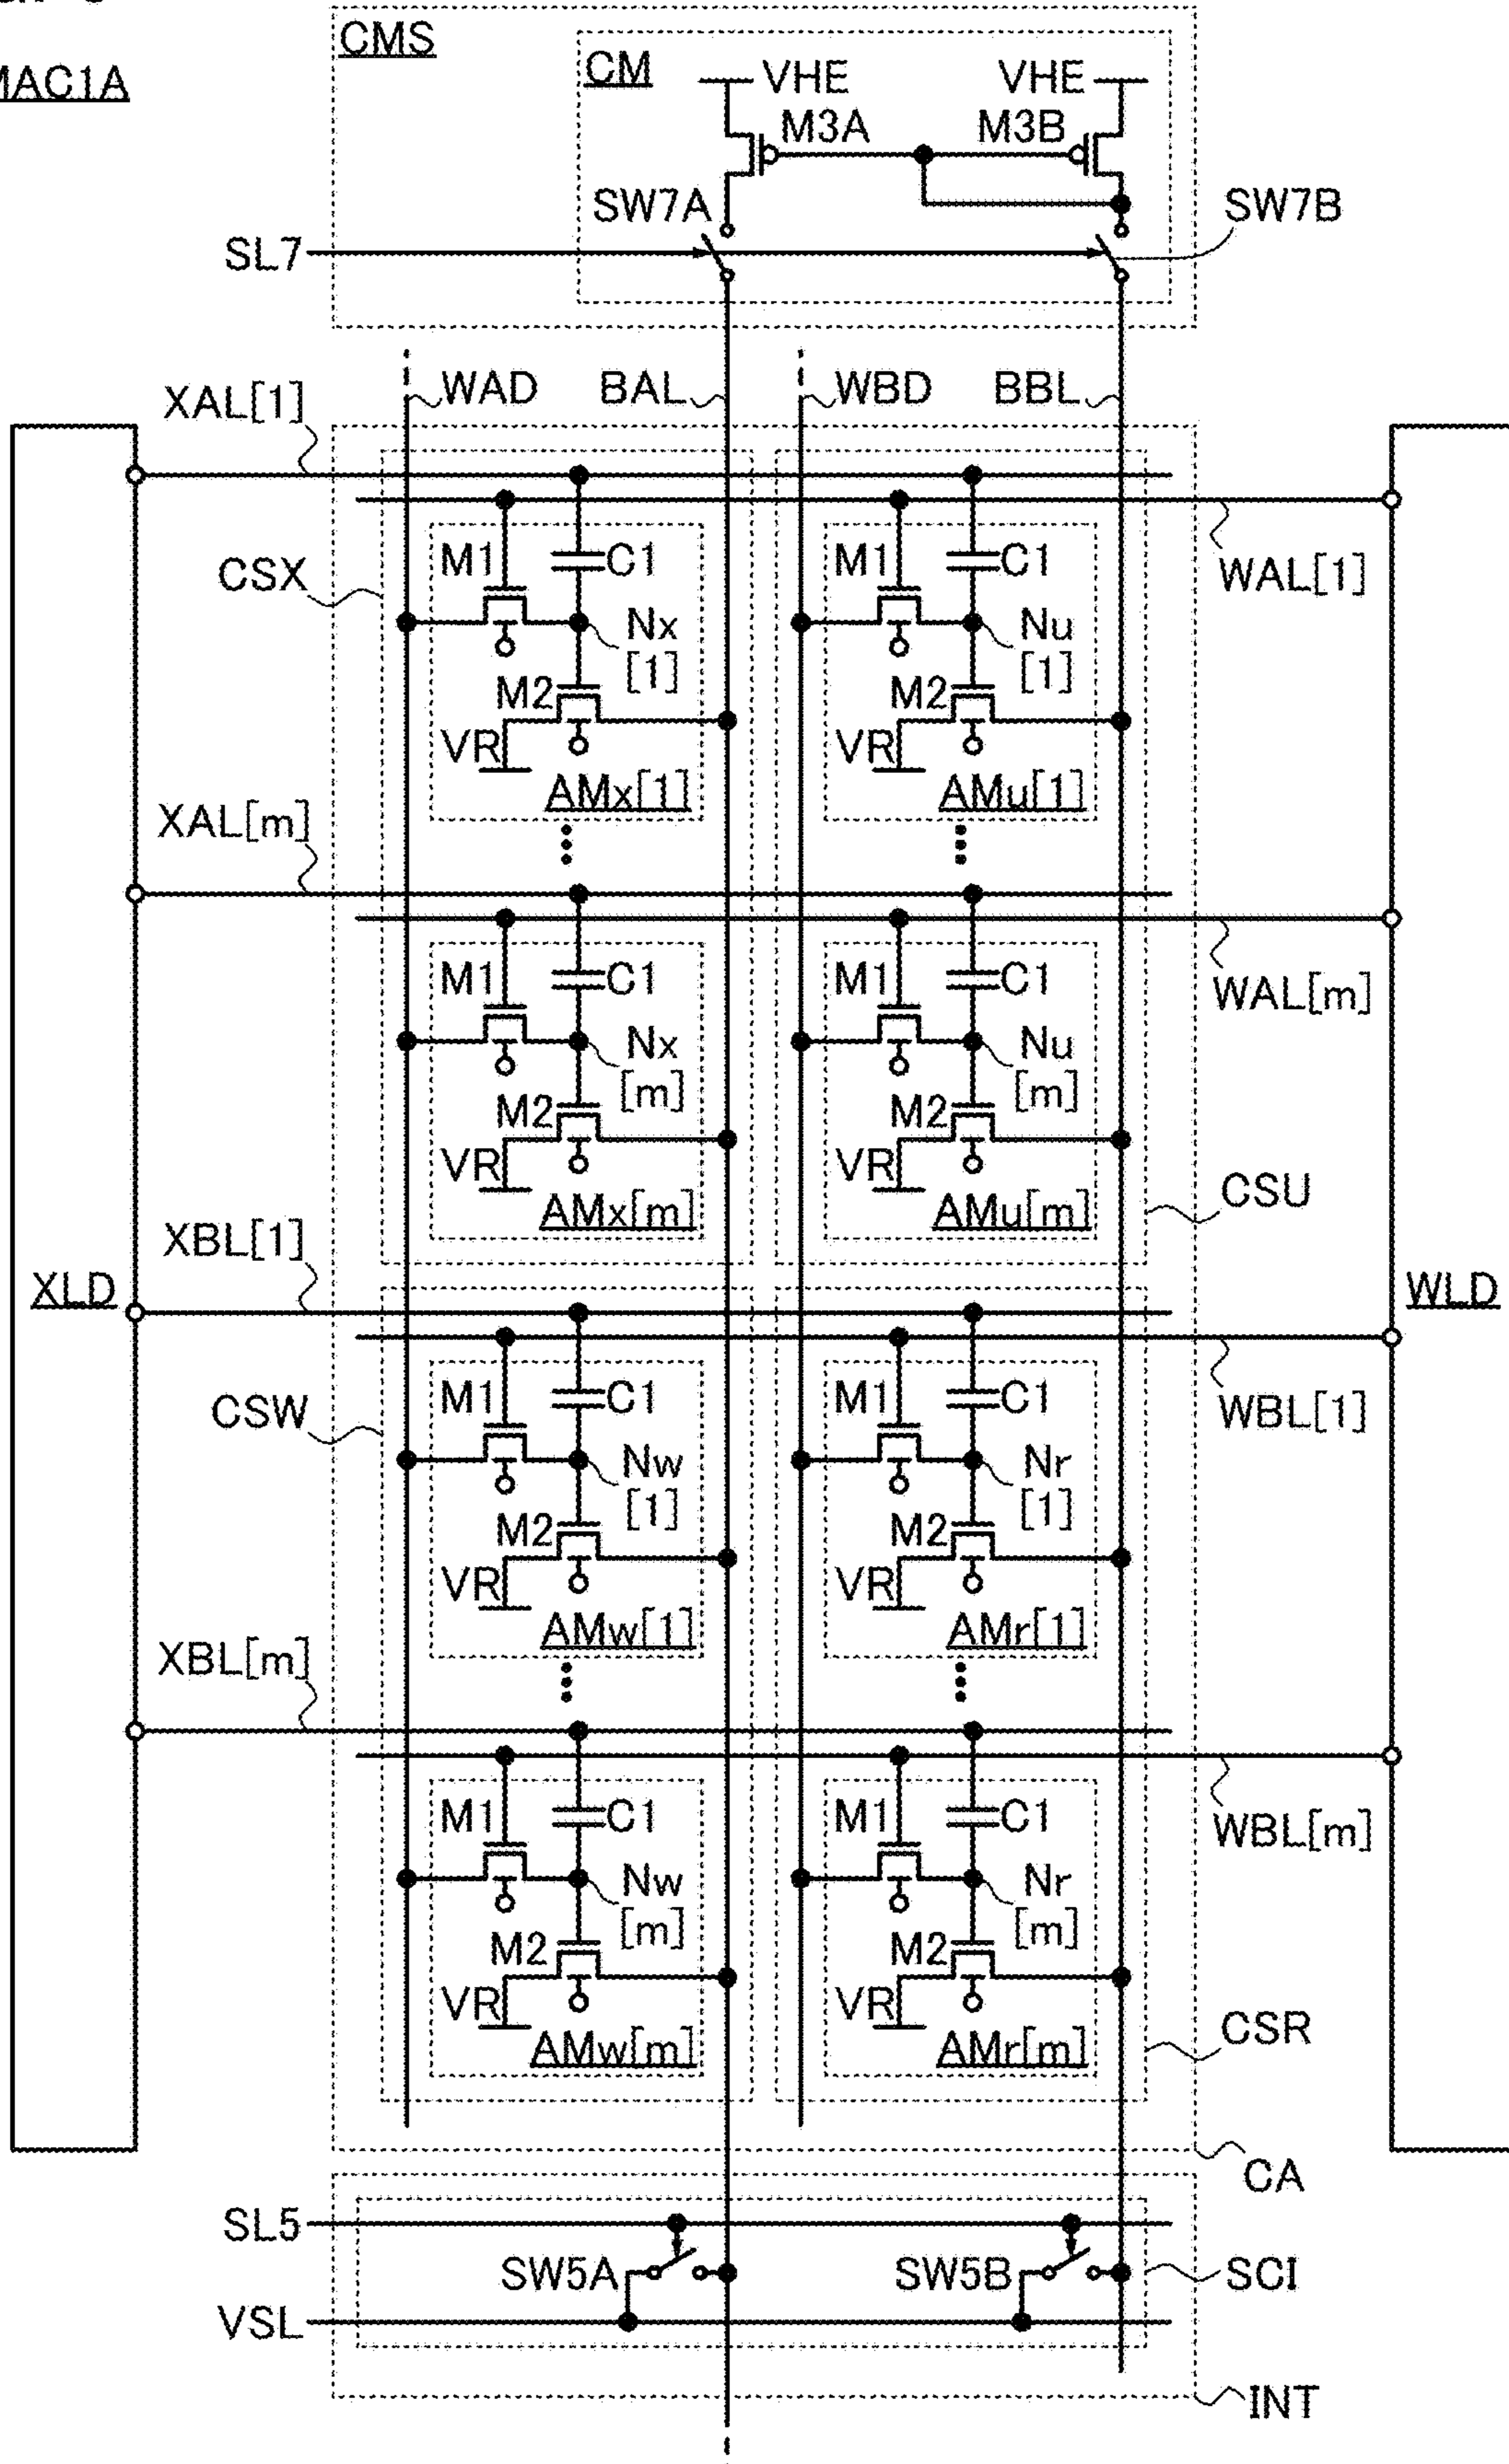 CMS
MAC1A
CM
VHE VHE
M3A M3B
SW7A SW7B
SL7
WAD BAL WBD BBL
XAL[1]
M1 C1 M1 C1
CSX WAL[1]
Nx [1] Nu [1]
M2 M2
VR VR
AMx[1] AMu[1]
XAL[m]
M1 C1 M1 C1
WAL[m]
Nx [m] Nu [m]
M2 M2
VR VR
CSU
AMx[m] AMu[m]
XBL[1]
XLD WLD
M1 C1 M1 C1
CSW WBL[1]
Nw [1] Nr [1]
M2 M2
VR VR
AMw[1] AMr[1]
XBL[m]
M1 C1 M1 C1
WBL[m]
Nw [m] Nr [m]
M2 M2
VR VR
CSR
AMw[m] AMr[m]
CA
SL5
SW5A SW5B SCI
VSL
INT